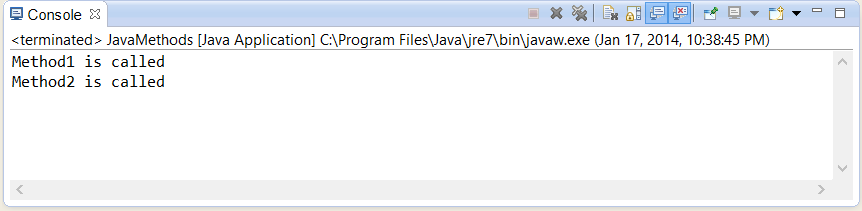 Console
<terminated> JavaMethods [Java Application] C:\Program Files\Java\jre7\bin\javaw.exe (Jan 17, 2014, 10:38:45 PM)
Method1 is called
Method2 is called